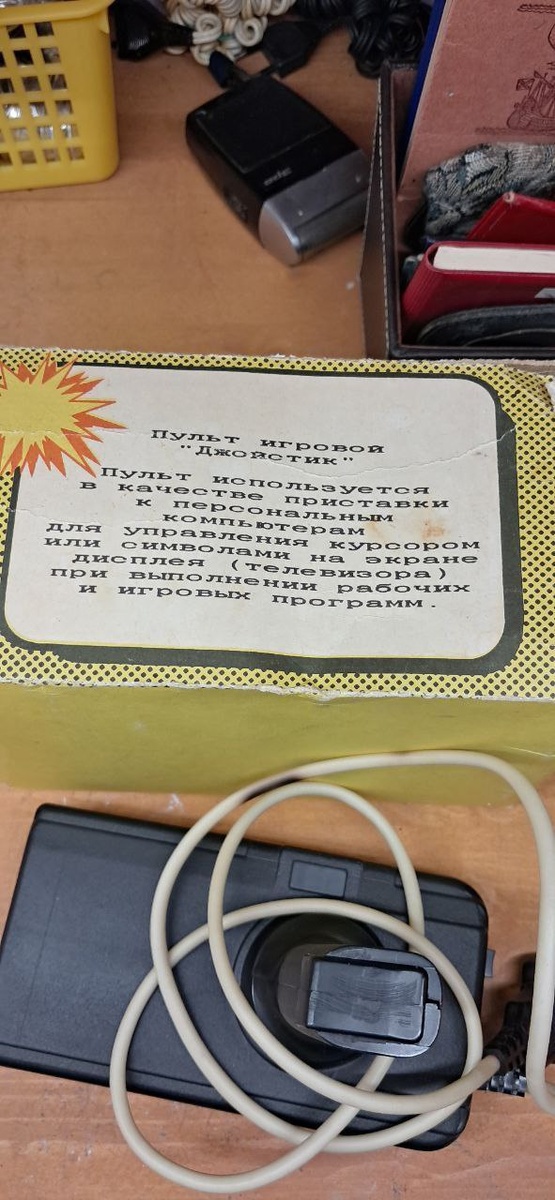 Пульт игровой
"Джойстик"
Пульт используется
в качестве приставки
к персональным
компьютерам
для управления курсором
или символами на экране
дисплея (телевизора)
при выполнении рабочих
и игровых программ.